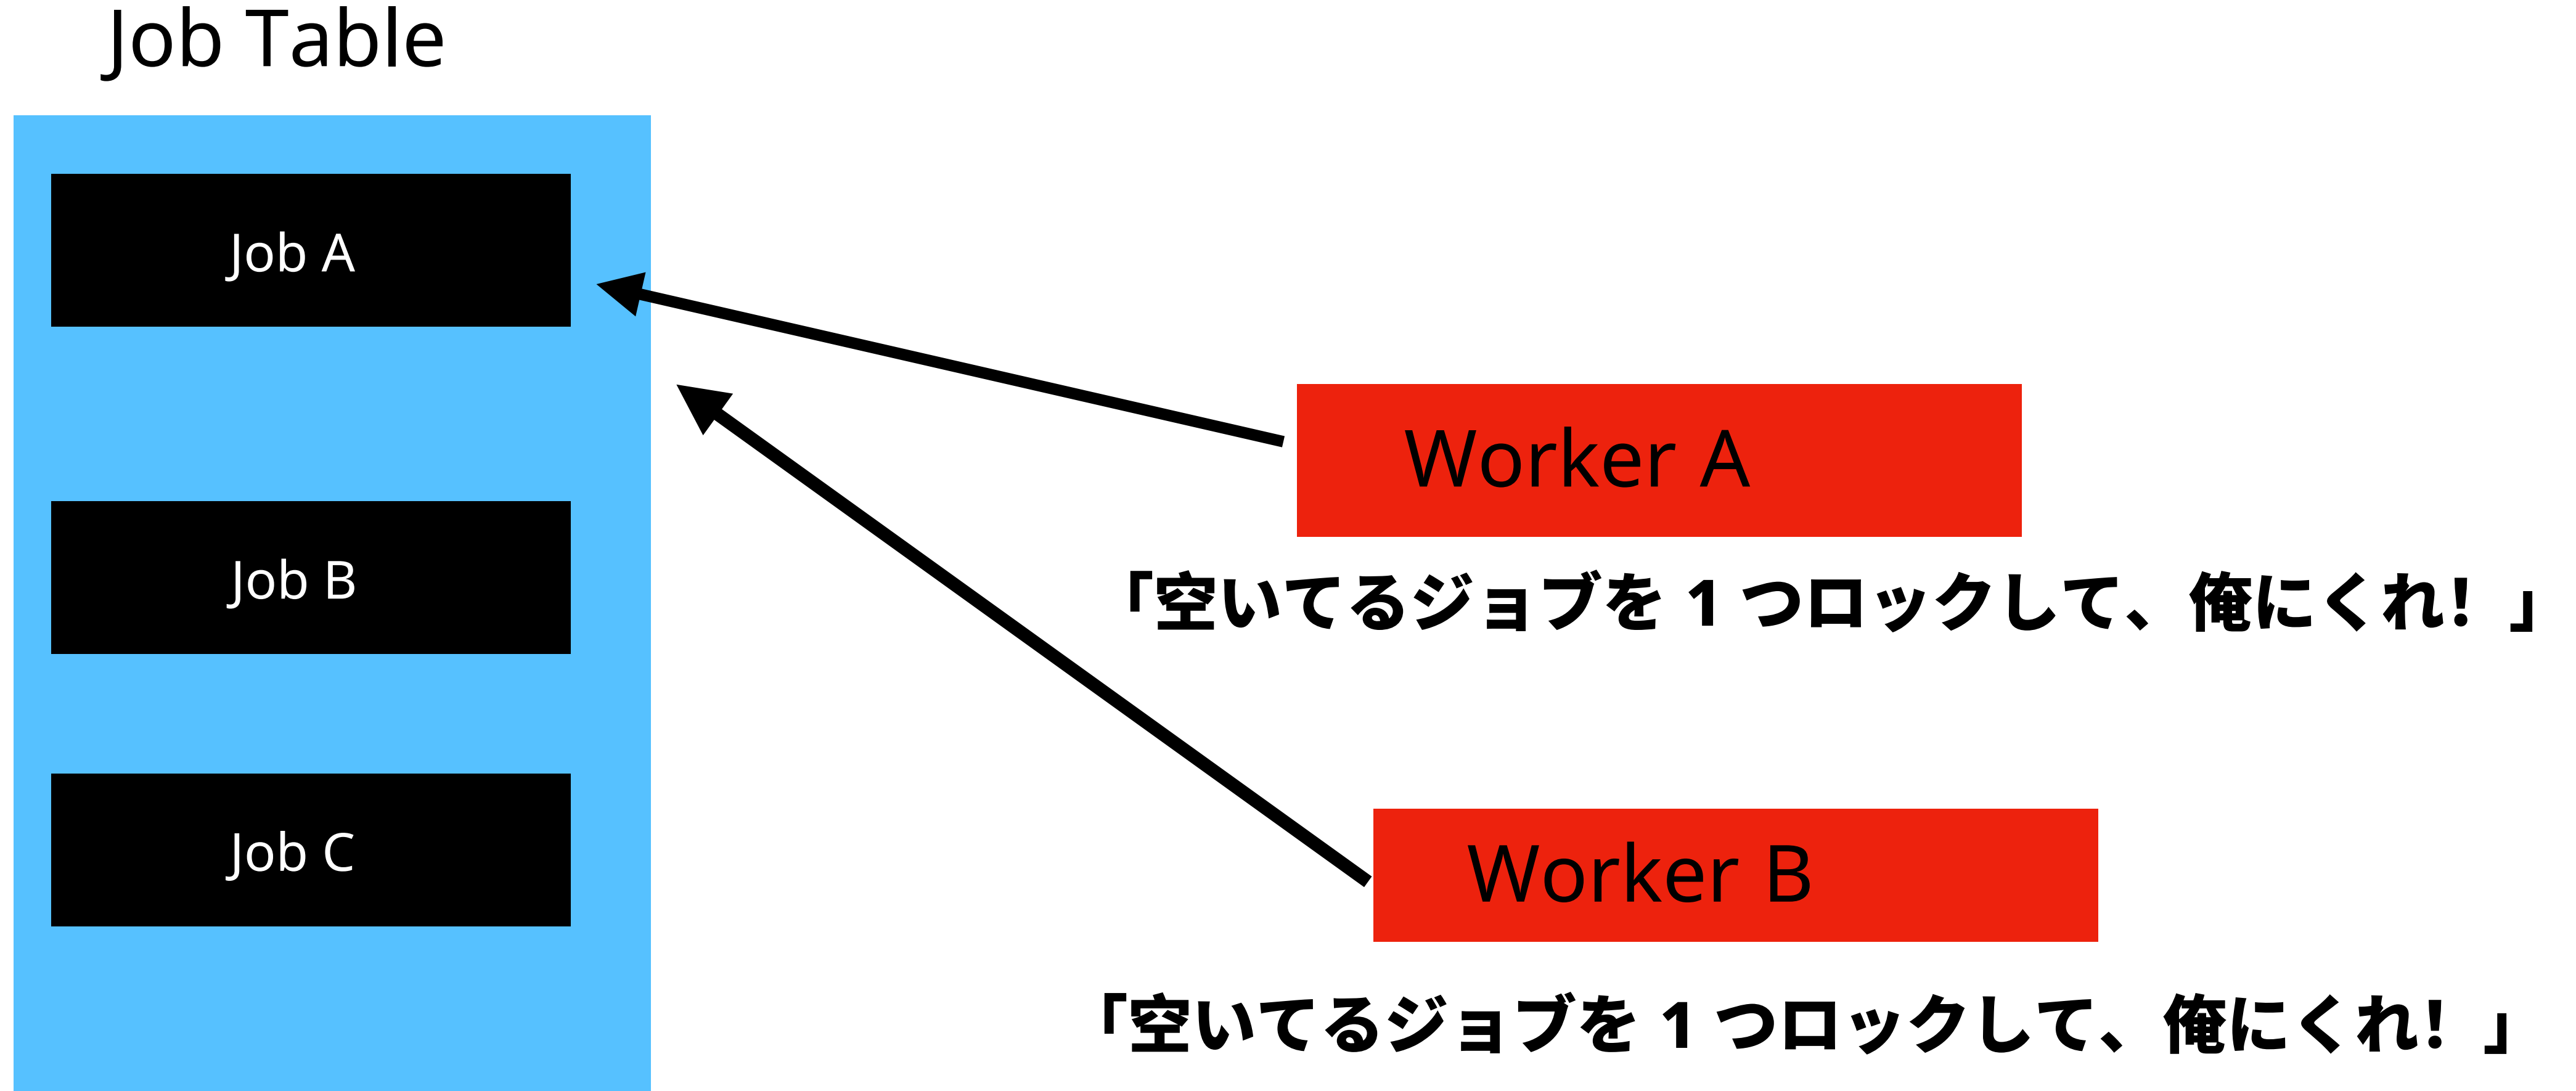 Job Table
Job A
Job B
Job C
Worker A
「空いてるジョブを 1 つロックして、俺にくれ！」
Worker B
「空いてるジョブを 1 つロックして、俺にくれ！」